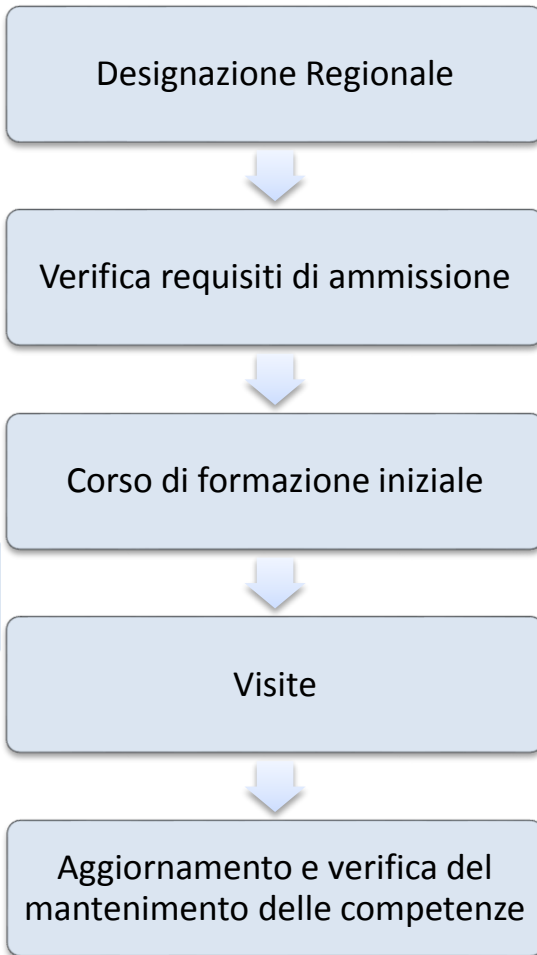 Designazione Regionale
Verifica requisiti di ammissione
Corso di formazione iniziale
Visite
Aggiornamento e verifica del
mantenimento delle competenze